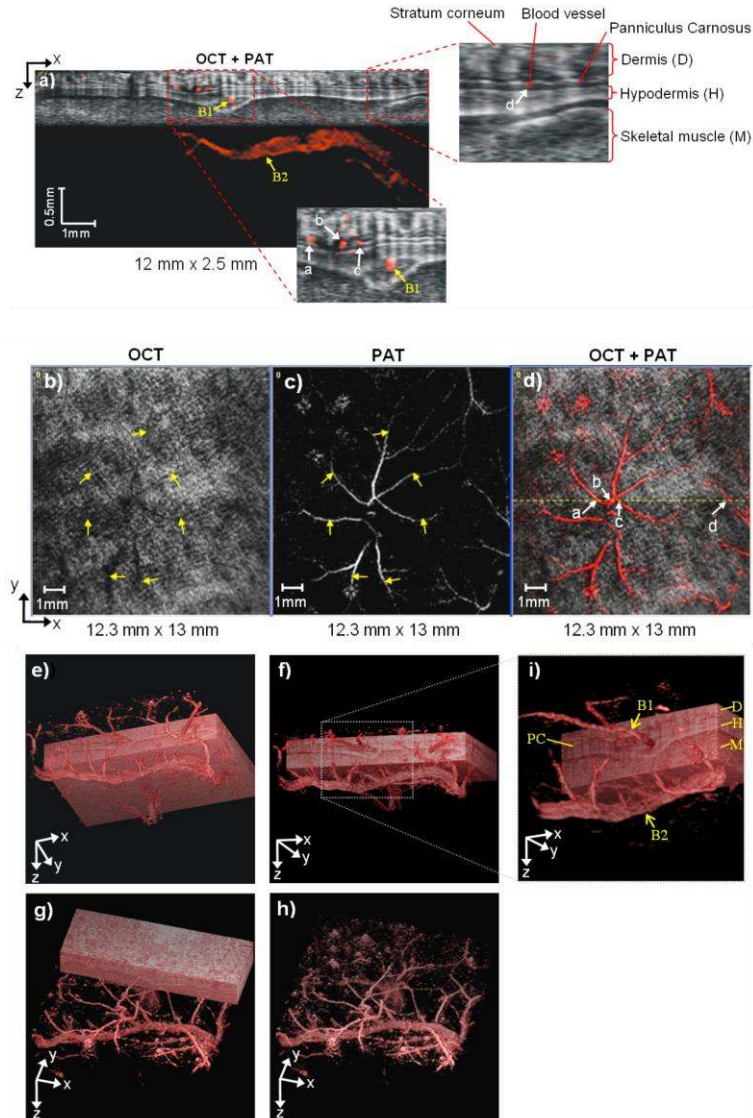 Stratum corneum
Blood vessel
Panniculus Carnosus
x
z
OCT + PAT
a)
B1
B2
0.5mm
1mm
12 mm x 2.5 mm
d
Dermis (D)
Hypodermis (H)
Skeletal muscle (M)
b
a
c
B1
OCT
PAT
OCT + PAT
b)
c)
d)
b
a
c
d
1mm
1mm
1mm
y
x
12.3 mm x 13 mm
12.3 mm x 13 mm
12.3 mm x 13 mm
e)
f)
i)
B1
D
H
PC
M
B2
x
y
z
x
y
z
x
y
z
g)
h)
y
x
z
y
x
z